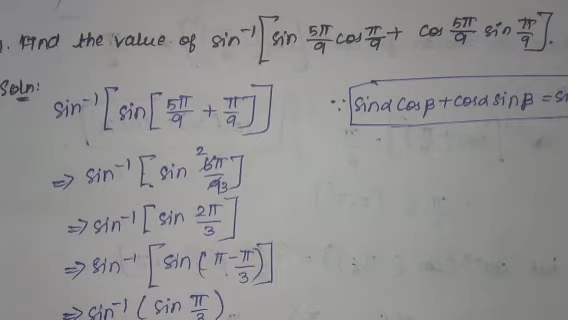 . Find the value of sin⁻¹[sin 5π/9 cos π/9 + cos 5π/9 sin π/9].
Soln:
sin⁻¹[sin[5π/9 + π/9]] ∵ sinα cosβ + cosα sinβ =
⇒ sin⁻¹[sin ²6π/9₃]
⇒ sin⁻¹[sin 2π/3]
⇒ sin⁻¹[sin(π-π/3)]
⇒ sin⁻¹(sin π/3)